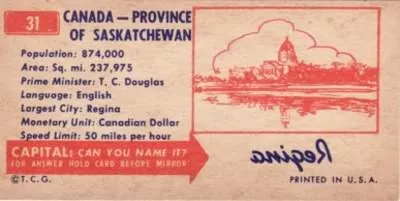 31
CANADA — PROVINCE
OF SASKATCHEWAN
Population: 874,000
Area: Sq. mi. 237,975
Prime Minister: T. C. Douglas
Language: English
Largest City: Regina
Monetary Unit: Canadian Dollar
Speed Limit: 50 miles per hour
CAPITAL: CAN YOU NAME IT?
FOR ANSWER HOLD CARD BEFORE MIRROR
Regina
©T.C.G.
PRINTED IN U.S.A.